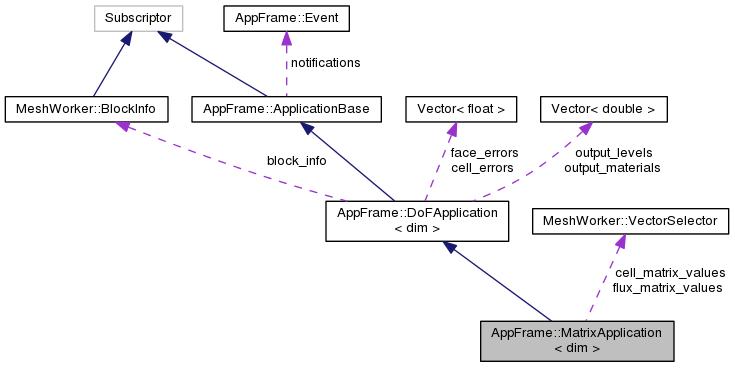 Subscriptor
AppFrame::Event
notifications
MeshWorker::BlockInfo
AppFrame::ApplicationBase
Vector< float >
Vector< double >
block_info
face_errors
cell_errors
output_levels
output_materials
AppFrame::DoFApplication
< dim >
MeshWorker::VectorSelector
cell_matrix_values
flux_matrix_values
AppFrame::MatrixApplication
< dim >